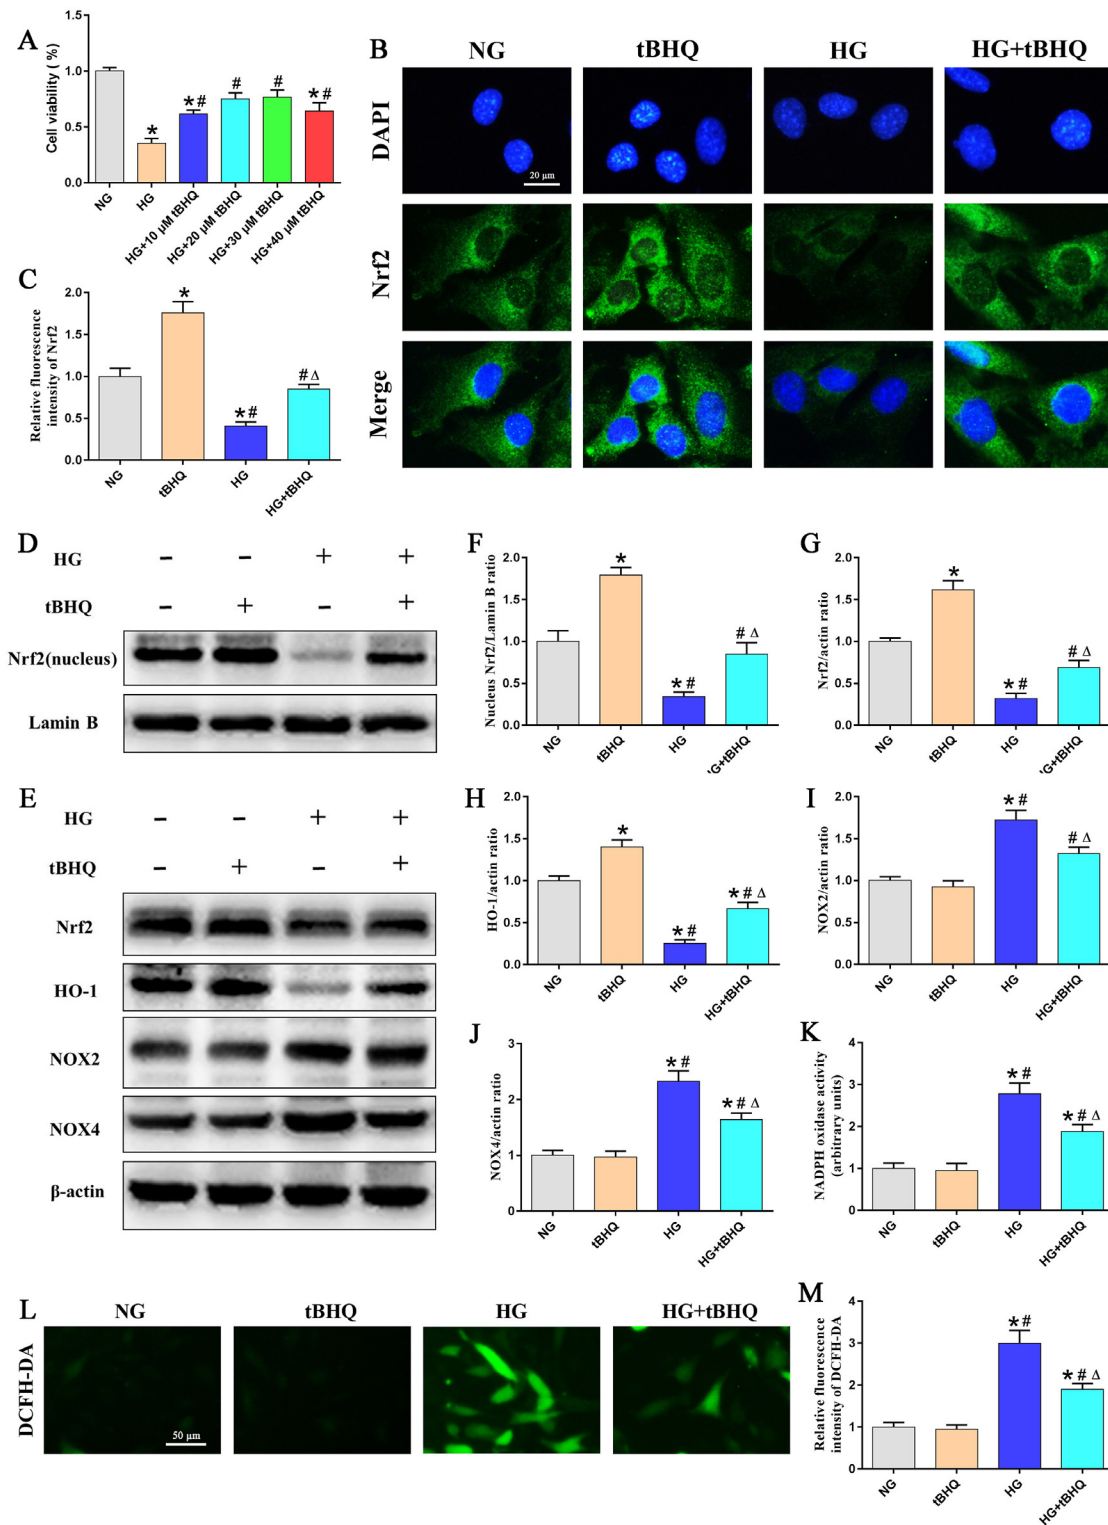 A
Cell viability ( %)
1.5
1.0
0.5
0.0
*
*#
#
#
*#
NG
HG
HG+10 μM tBHQ
HG+20 μM tBHQ
HG+30 μM tBHQ
HG+40 μM tBHQ
B
NG
tBHQ
HG
HG+tBHQ
DAPI
20 μm
Nrf2
Merge
C
Relative fluorescence
intensity of Nrf2
2.0
1.5
1.0
0.5
0.0
*
*#
#Δ
NG
tBHQ
HG
HG+tBHQ
D
HG
- - + +
tBHQ
- + - +
Nrf2(nucleus)
Lamin B
F
Nucleus Nrf2/Lamin B ratio
2.0
1.5
1.0
0.5
0.0
*
*#
#Δ
NG
tBHQ
HG
HG+tBHQ
G
Nrf2/actin ratio
2.0
1.5
1.0
0.5
0.0
*
*#
#Δ
NG
tBHQ
HG
HG+tBHQ
E
HG
- - + +
tBHQ
- + - +
Nrf2
HO-1
NOX2
NOX4
β-actin
H
HO-1/actin ratio
2.0
1.5
1.0
0.5
0.0
*
*#
*#Δ
NG
tBHQ
HG
HG+tBHQ
I
NOX2/actin ratio
2.0
1.5
1.0
0.5
0.0
*#
#Δ
NG
tBHQ
HG
HG+tBHQ
J
NOX4/actin ratio
3
2
1
0
*#
*#Δ
NG
tBHQ
HG
HG+tBHQ
K
NADPH oxidase activity
(arbitrary units)
4
3
2
1
0
*#
*#Δ
NG
tBHQ
HG
HG+tBHQ
L
NG
tBHQ
HG
HG+tBHQ
DCFH-DA
50 μm
M
Relative fluorescence
intensity of DCFH-DA
4
3
2
1
0
*#
*#Δ
NG
tBHQ
HG
HG+tBHQ